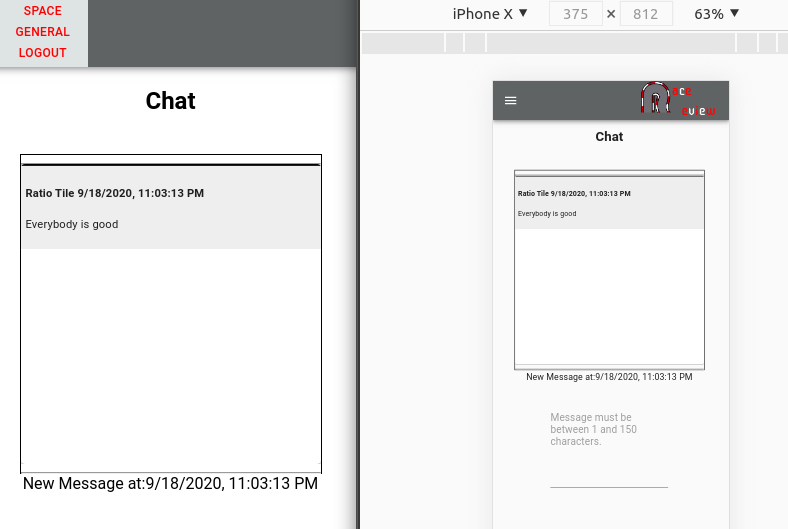 SPACE
GENERAL
LOGOUT
Chat
Ratio Tile 9/18/2020, 11:03:13 PM
Everybody is good
New Message at:9/18/2020, 11:03:13 PM
iPhone X ▼ 375 × 812 63% ▼
Chat
Ratio Tile 9/18/2020, 11:03:13 PM
Everybody is good
New Message at:9/18/2020, 11:03:13 PM
Message must be
between 1 and 150
characters.